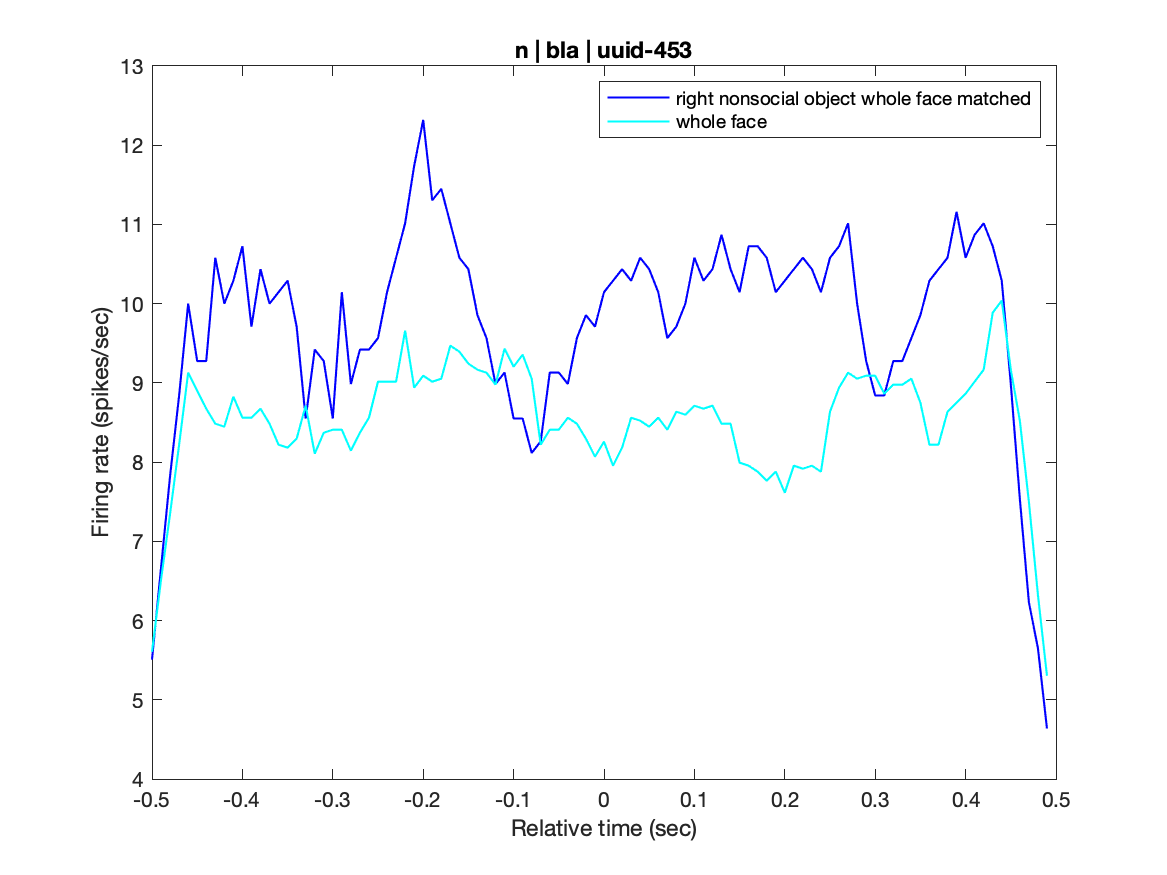 n | bla | uuid-453
13
12
11
10
9
8
7
6
5
4
Firing rate (spikes/sec)
right nonsocial object whole face matched
whole face
-0.5 -0.4 -0.3 -0.2 -0.1 0 0.1 0.2 0.3 0.4 0.5
Relative time (sec)